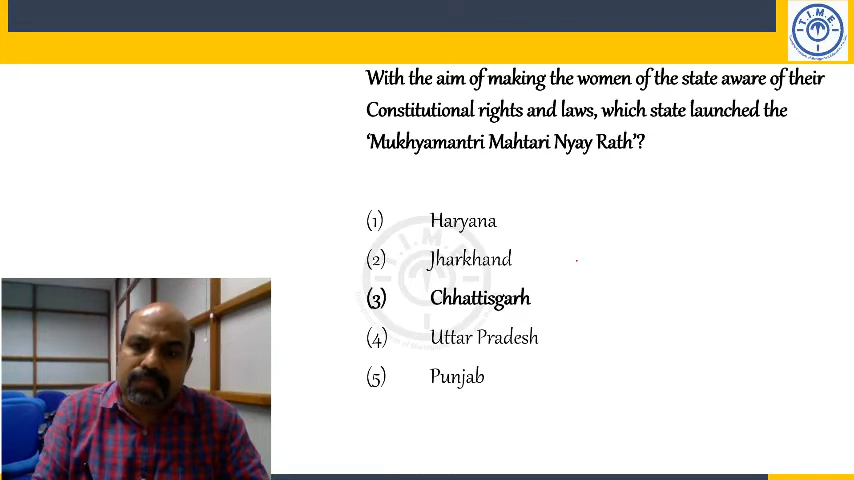 T.I.M.E.
With the aim of making the women of the state aware of their
Constitutional rights and laws, which state launched the
‘Mukhyamantri Mahtari Nyay Rath’?
(1) Haryana
(2) Jharkhand
(3) Chhattisgarh
(4) Uttar Pradesh
(5) Punjab